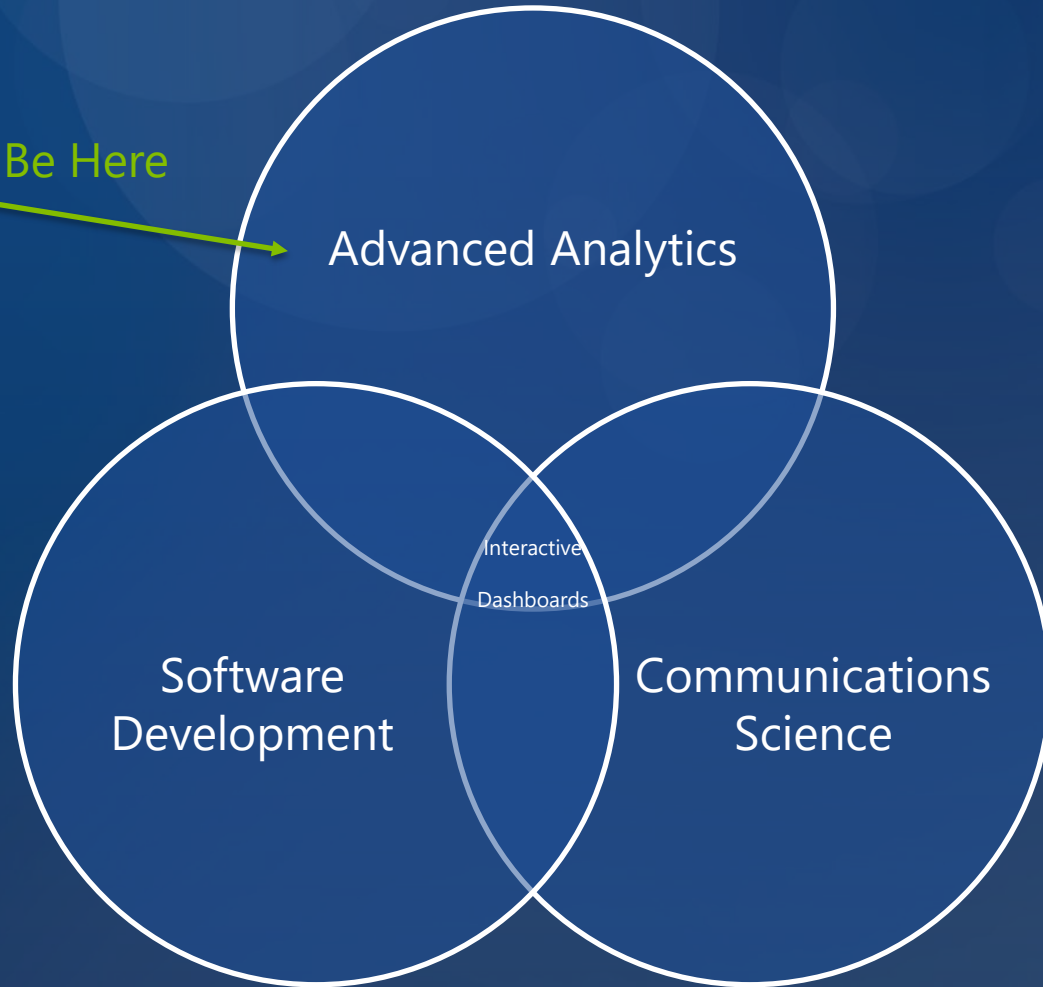 Be Here
Advanced Analytics
Interactive
Dashboards
Software
Development
Communications
Science